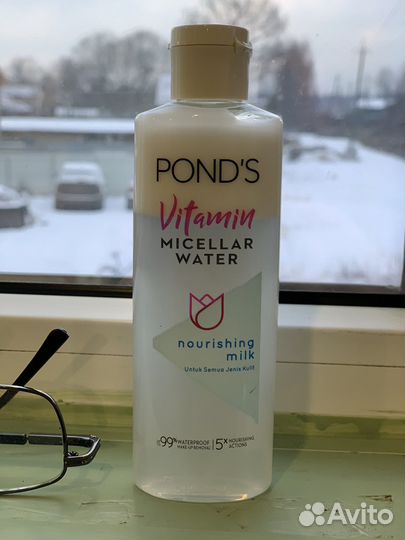 POND'S
Vitamin
MICELLAR
WATER
nourishing
milk
Untuk Semua Jenis Kulit
99% WATERPROOF
MAKE-UP REMOVAL
5X NOURISHING
ACTIONS
Avito